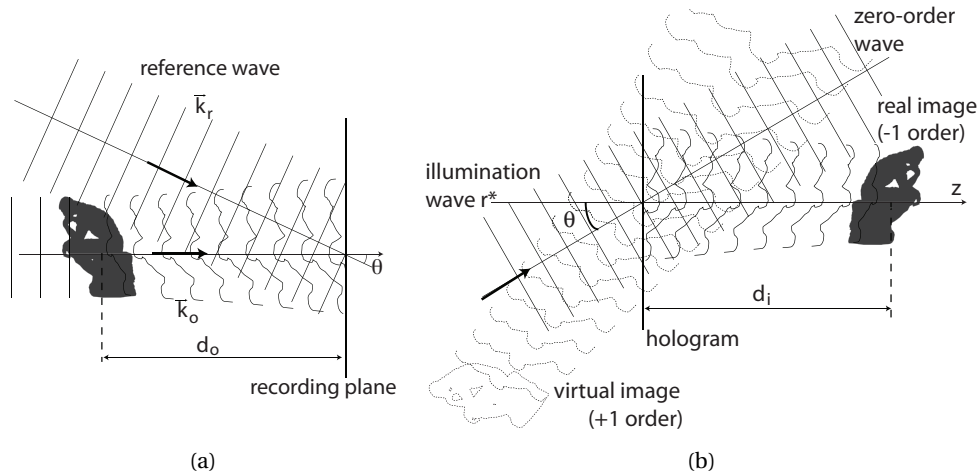 reference wave
k̅r
k̅o
θ
do
recording plane
(a)
zero-order
wave
real image
(-1 order)
illumination
wave r*
θ
z
di
hologram
virtual image
(+1 order)
(b)